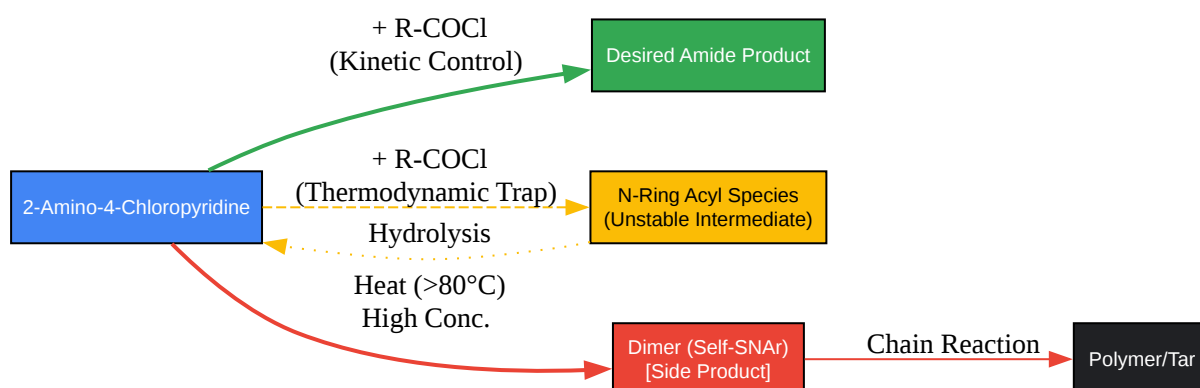 + R-COCl
(Kinetic Control)
Desired Amide Product
2-Amino-4-Chloropyridine
+ R-COCl
(Thermodynamic Trap)
N-Ring Acyl Species
(Unstable Intermediate)
Hydrolysis
Heat (>80°C)
High Conc.
Dimer (Self-SNAr)
[Side Product]
Chain Reaction
Polymer/Tar